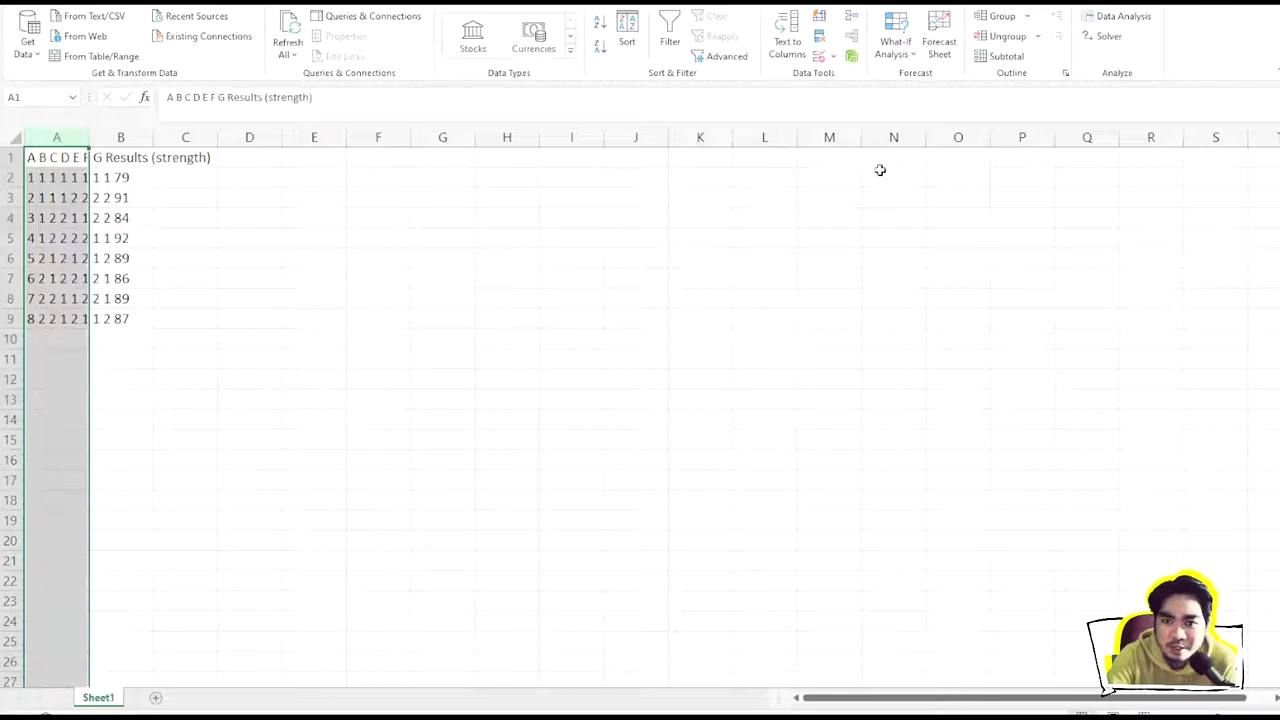 From Text/CSV
Recent Sources
Queries & Connections
Clear
Group
Data Analysis
From Web
Existing Connections
Properties
Reapply
Ungroup
Solver
Get
Data
From Table/Range
Refresh
All
Edit Links
Stocks
Currencies
Sort
Filter
Advanced
Text to
Columns
What-If
Analysis
Forecast
Sheet
Subtotal
Get & Transform Data
Queries & Connections
Data Types
Sort & Filter
Data Tools
Forecast
Outline
Analyze
A1
fx
A B C D E F G Results (strength)
A B C D E F G H I J K L M N O P Q R S
1 A B C D E F G Results (strength)
2 1 1 1 1 1 1 1 1 79
3 2 1 1 1 2 2 2 2 91
4 3 1 2 2 1 1 2 2 84
5 4 1 2 2 2 2 1 1 92
6 5 2 1 2 1 2 1 2 89
7 6 2 1 2 2 1 2 1 86
8 7 2 2 1 1 2 2 1 89
9 8 2 2 1 2 1 1 2 87
10
11
12
13
14
15
16
17
18
19
20
21
22
23
24
25
26
27
Sheet1